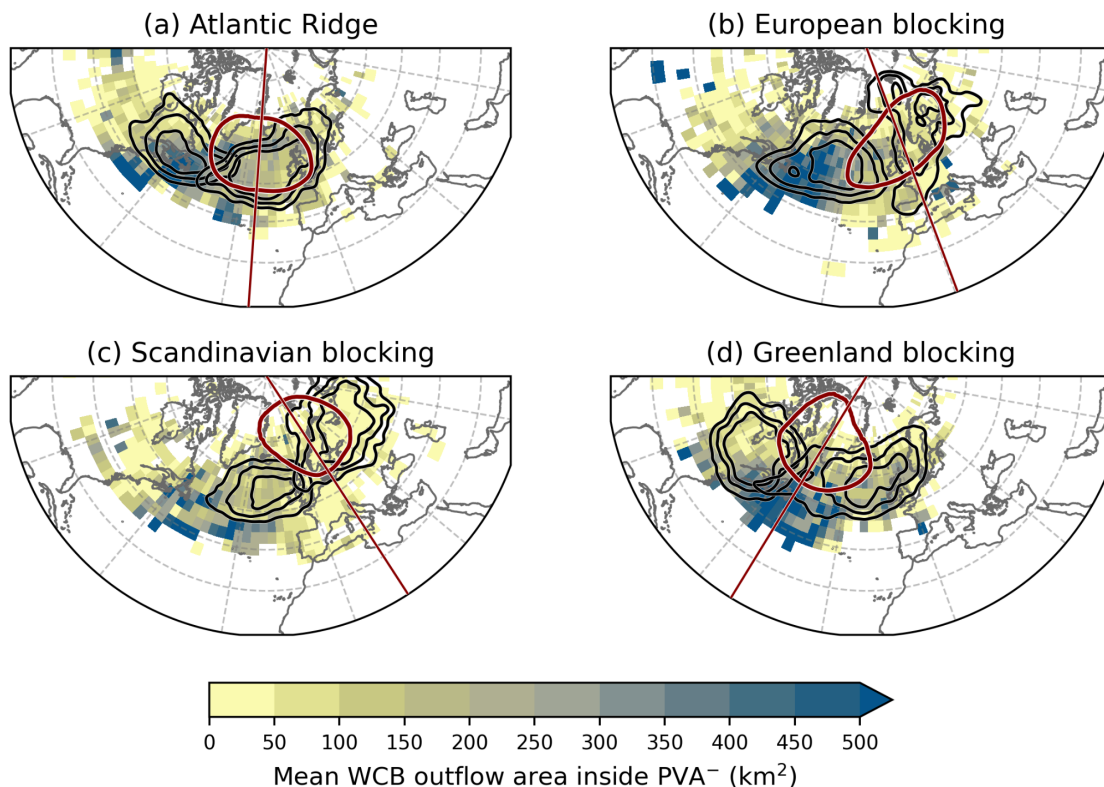 (a) Atlantic Ridge
(b) European blocking
(c) Scandinavian blocking
(d) Greenland blocking
0 50 100 150 200 250 300 350 400 450 500
Mean WCB outflow area inside PVA⁻ (km²)